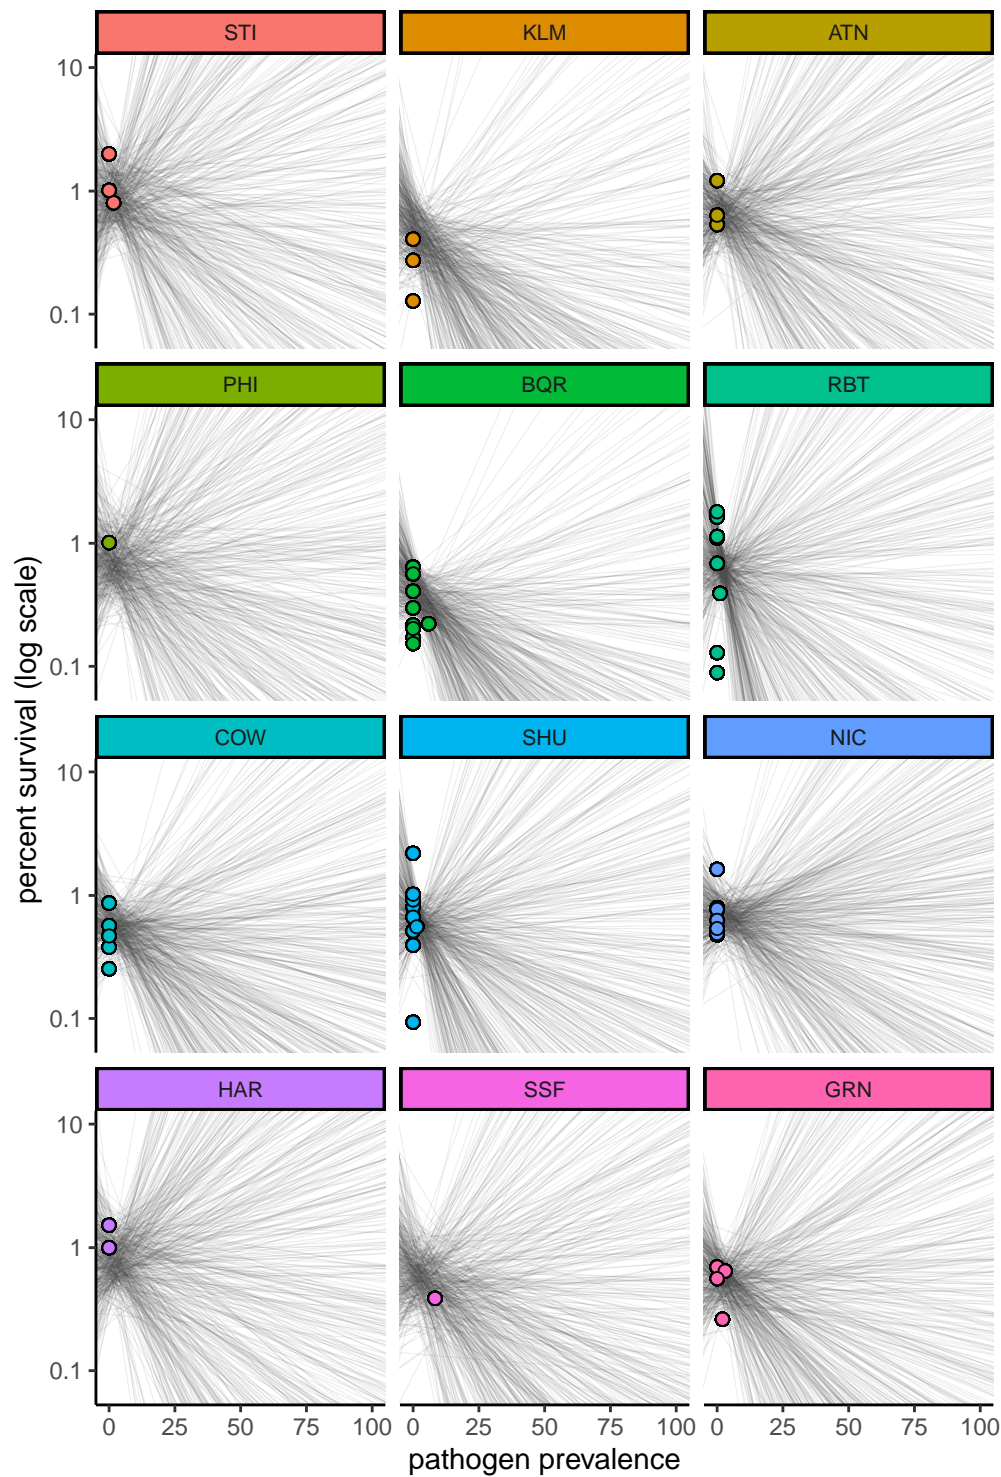 STI KLM ATN
10
1
0.1
PHI BQR RBT
10
1
0.1
COW SHU NIC
10
1
0.1
HAR SSF GRN
10
1
0.1
0 25 50 75 100 0 25 50 75 100 0 25 50 75 100
pathogen prevalence
percent survival (log scale)